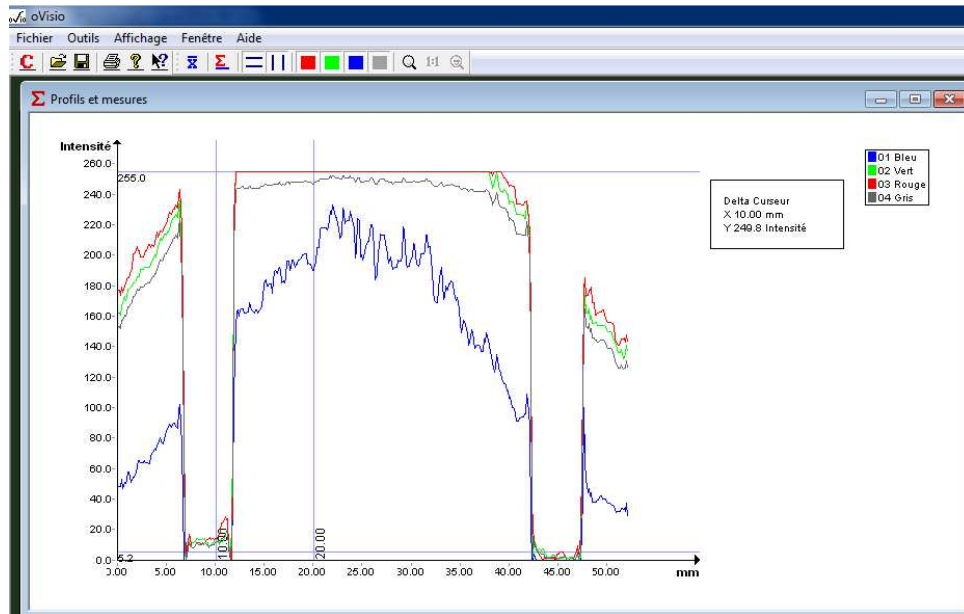 oVisio oVisio
Fichier Outils Affichage Fenêtre Aide
C ? ? x Σ 1:1
Σ Profils et mesures
Intensité
260.0
255.0
240.0
220.0
200.0
180.0
160.0
140.0
120.0
100.0
80.0
60.0
40.0
20.0
0.0
5.2
10.00
20.00
3.00 5.00 10.00 15.00 20.00 25.00 30.00 35.00 40.00 45.00 50.00
mm
Delta Curseur
X 10.00 mm
Y 249.8 Intensité
01 Bleu
02 Vert
03 Rouge
04 Gris